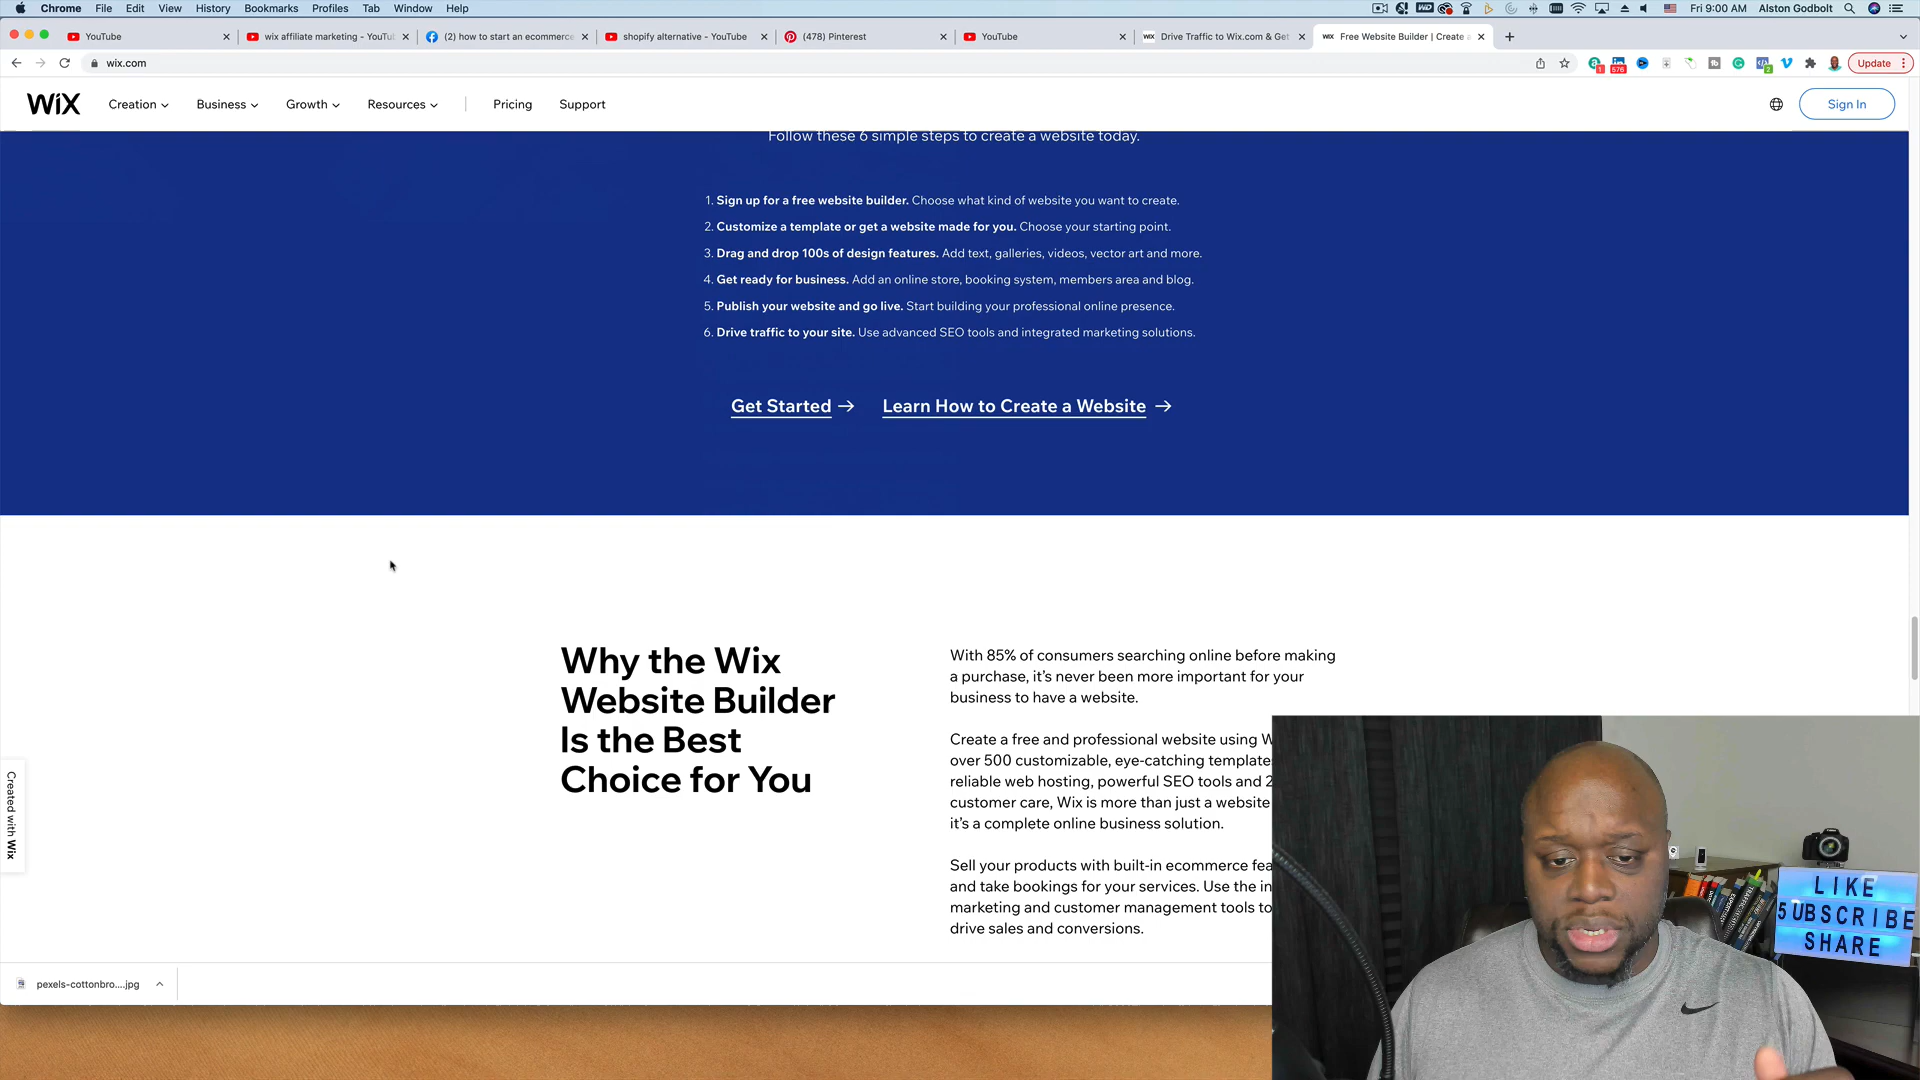 Chrome File Edit View History Bookmarks Profiles Tab Window Help
Fri 9:00 AM Alston Godbolt
YouTube
wix affiliate marketing - YouTu
(2) how to start an ecommerce
shopify alternative - YouTube
(478) Pinterest
YouTube
WiX Drive Traffic to Wix.com & Get
WiX Free Website Builder | Create
wix.com
1
576
2
Update
WiX
Creation
Business
Growth
Resources
Pricing
Support
Sign In
Follow these 6 simple steps to create a website today.
1. Sign up for a free website builder. Choose what kind of website you want to create.
2. Customize a template or get a website made for you. Choose your starting point.
3. Drag and drop 100s of design features. Add text, galleries, videos, vector art and more.
4. Get ready for business. Add an online store, booking system, members area and blog.
5. Publish your website and go live. Start building your professional online presence.
6. Drive traffic to your site. Use advanced SEO tools and integrated marketing solutions.
Get Started → Learn How to Create a Website →
Why the Wix
Website Builder
Is the Best
Choice for You
With 85% of consumers searching online before making
a purchase, it's never been more important for your
business to have a website.
Create a free and professional website using W
over 500 customizable, eye-catching templates
reliable web hosting, powerful SEO tools and 2
customer care, Wix is more than just a website
it's a complete online business solution.
Sell your products with built-in ecommerce fea
and take bookings for your services. Use the in
marketing and customer management tools to
drive sales and conversions.
Created with Wix
pexels-cottonbro....jpg
LIKE
5UBSCRIBE
SHARE